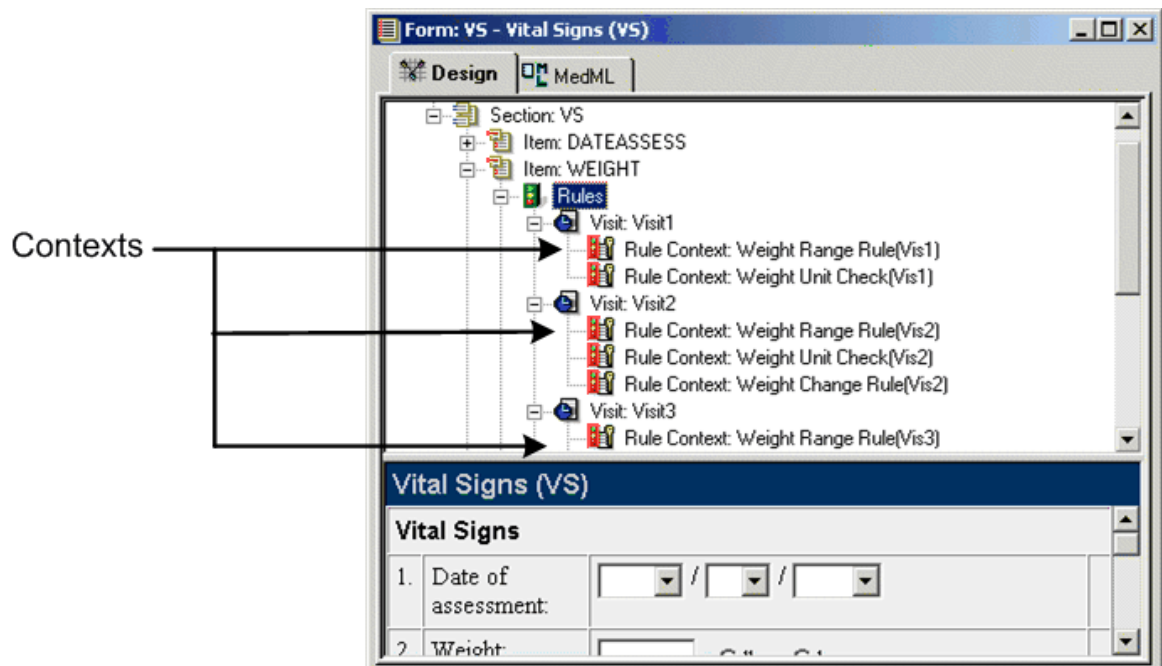 Form: VS - Vital Signs (VS)
Design MedML
Section: VS
Item: DATEASSESS
Item: WEIGHT
Rules
Visit: Visit1
Contexts
Rule Context: Weight Range Rule(Vis1)
Rule Context: Weight Unit Check(Vis1)
Visit: Visit2
Rule Context: Weight Range Rule(Vis2)
Rule Context: Weight Unit Check(Vis2)
Rule Context: Weight Change Rule(Vis2)
Visit: Visit3
Rule Context: Weight Range Rule(Vis3)
Vital Signs (VS)
Vital Signs
1. Date of assessment: / /
2. Weight: